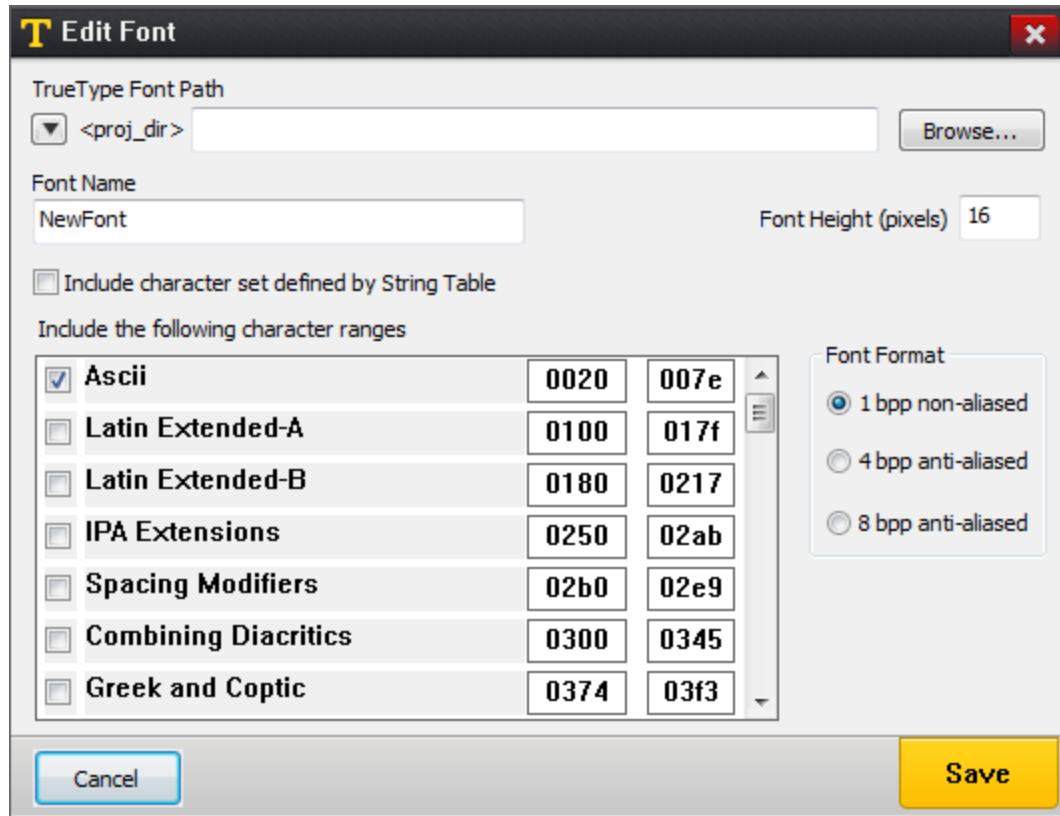 T Edit Font
TrueType Font Path
<proj_dir>
Browse...
Font Name
NewFont
Font Height (pixels) 16
Include character set defined by String Table
Include the following character ranges
Font Format
Ascii 0020 007e
1 bpp non-aliased
Latin Extended-A 0100 017f
4 bpp anti-aliased
Latin Extended-B 0180 0217
8 bpp anti-aliased
IPA Extensions 0250 02ab
Spacing Modifiers 02b0 02e9
Combining Diacritics 0300 0345
Greek and Coptic 0374 03f3
Cancel
Save